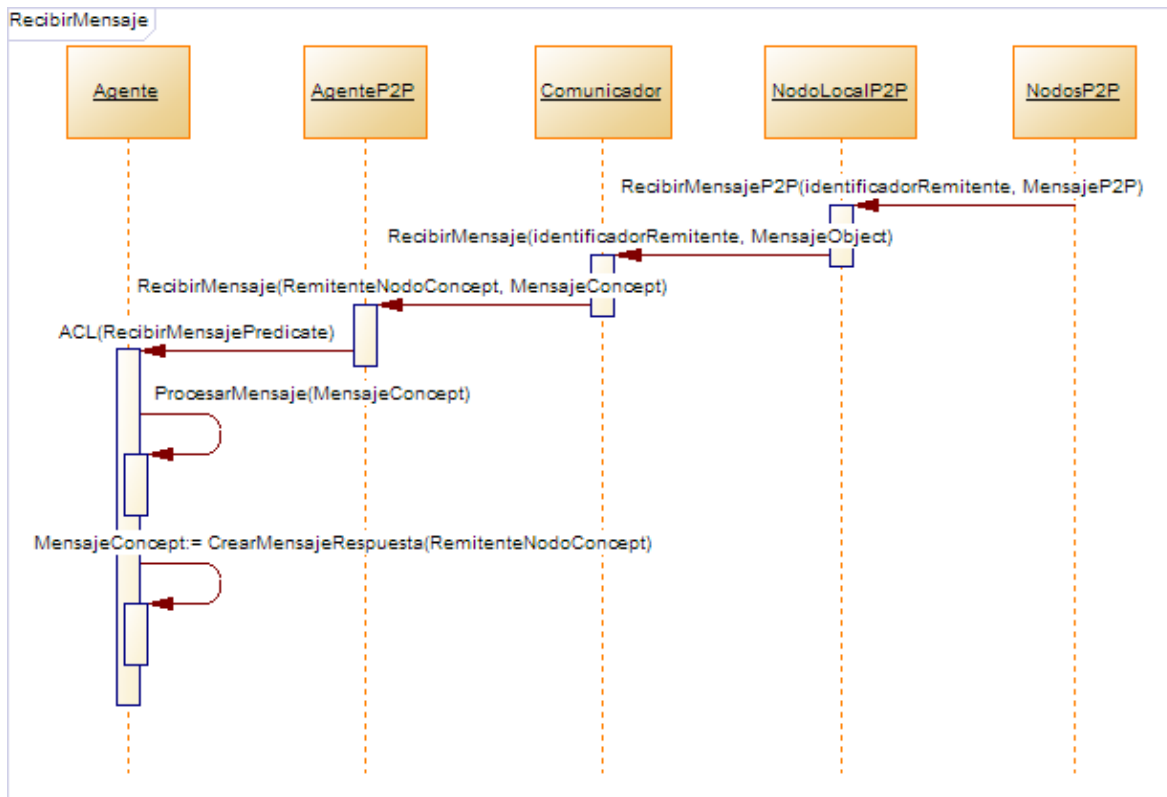 RecibirMensaje
Agente
AgenteP2P
Comunicador
NodoLocalP2P
NodosP2P
RecibirMensajeP2P(identificadorRemitente, MensajeP2P)
RecibirMensaje(identificadorRemitente, MensajeObject)
RecibirMensaje(RemitenteNodoConcept, MensajeConcept)
ACL(RecibirMensajePredicate)
ProcesarMensaje(MensajeConcept)
MensajeConcept:= CrearMensajeRespuesta(RemitenteNodoConcept)